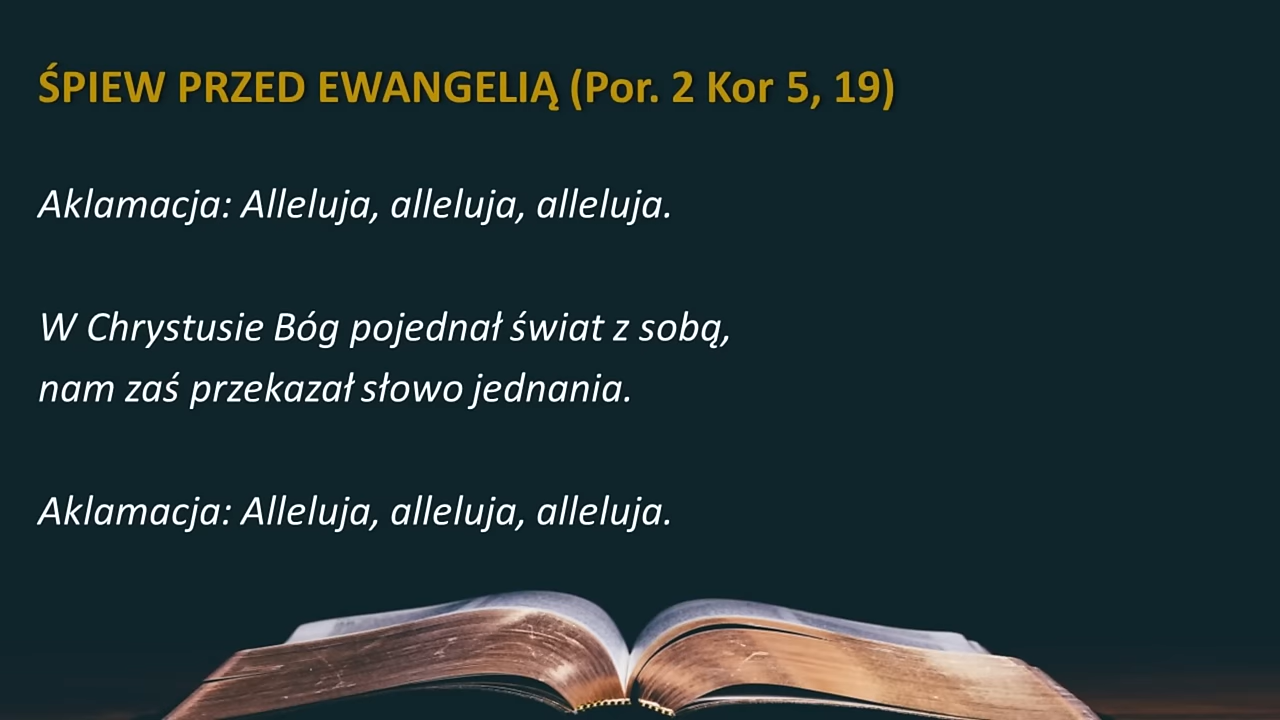 ŚPIEW PRZED EWANGELIĄ (Por. 2 Kor 5, 19)
Aklamacja: Alleluja, alleluja, alleluja.
W Chrystusie Bóg pojednał świat z sobą,
nam zaś przekazał słowo jednania.
Aklamacja: Alleluja, alleluja, alleluja.